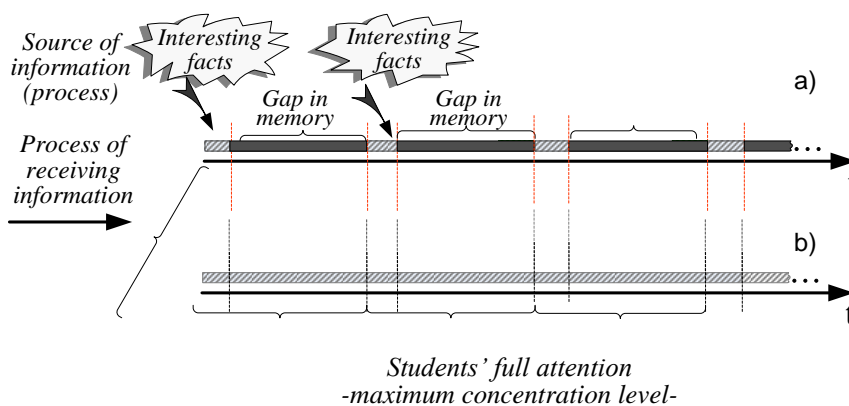 Source of
information
(process)
Interesting
facts
Interesting
facts
a)
Gap in
memory
Gap in
memory
...
Process of
receiving
information
b)
...
t
Students' full attention
-maximum concentration level-